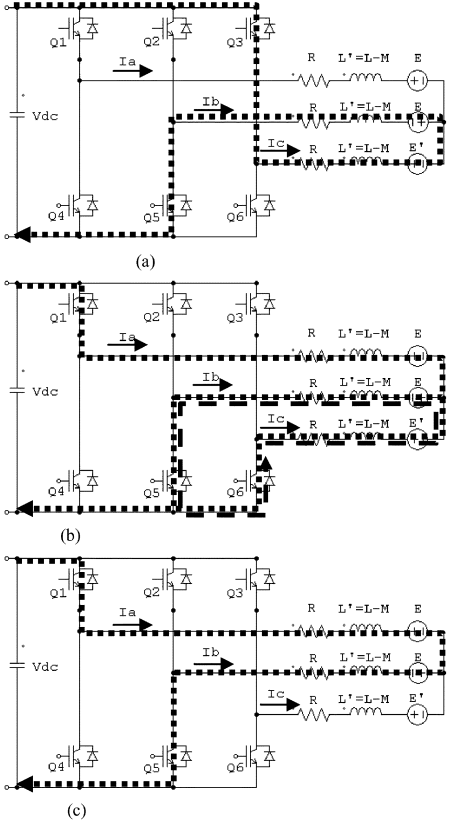 Q1 Q2 Q3
R L'=L-M E
Ia
Vdc
Ib
R L'=L-M E
Ic
R L'=L-M E'
Q4 Q5 Q6
(a)
Q1 Q2 Q3
R L'=L-M E
Ia
Vdc
Ib
R L'=L-M E
Ic
R L'=L-M E'
Q4 Q5 Q6
(b)
Q1 Q2 Q3
R L'=L-M E
Ia
Vdc
Ib
R L'=L-M E
Ic
R L'=L-M E'
Q4 Q5 Q6
(c)